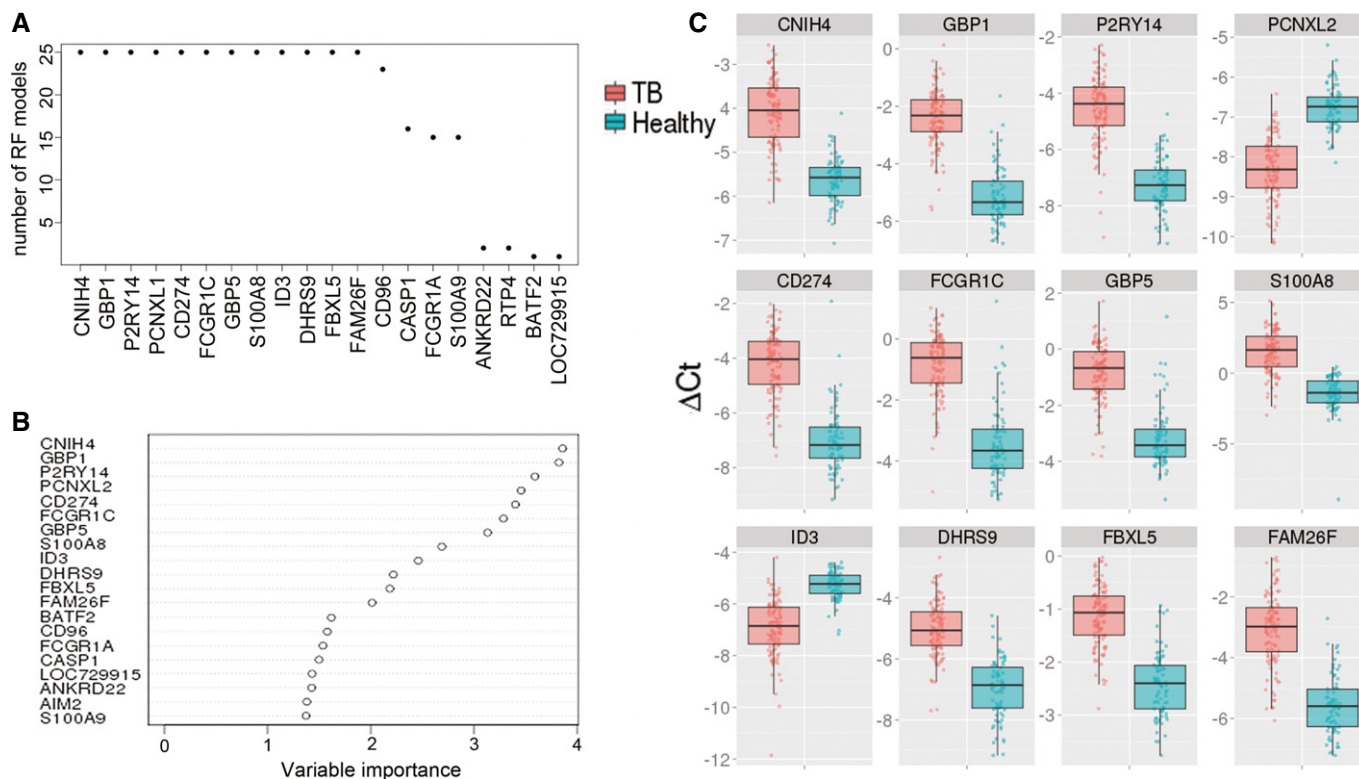 A
number of RF models
25
20
15
10
5
CNIH4
GBP1
P2RY14
PCNXL1
CD274
FCGR1C
GBP5
S100A8
ID3
DHRS9
FBXL5
FAM26F
CD96
CASP1
FCGR1A
S100A9
ANKRD22
RTP4
BATF2
LOC729915
B
CNIH4
GBP1
P2RY14
PCNXL2
CD274
FCGR1C
GBP5
S100A8
ID3
DHRS9
FBXL5
FAM26F
BATF2
CD96
FCGR1A
CASP1
LOC729915
ANKRD22
AIM2
S100A9
0 1 2 3 4
Variable importance
C
TB
Healthy
ΔCt
CNIH4
-3
-4
-5
-6
-7
GBP1
0
-2
-4
-6
P2RY14
-2
-4
-6
-8
PCNXL2
-5
-6
-7
-8
-9
-10
CD274
-2
-4
-6
-8
FCGR1C
2
0
-2
-4
GBP5
2
0
-2
-4
S100A8
5
0
-5
ID3
-4
-6
-8
-10
-12
DHRS9
-4
-6
-8
FBXL5
0
-1
-2
-3
FAM26F
-2
-4
-6